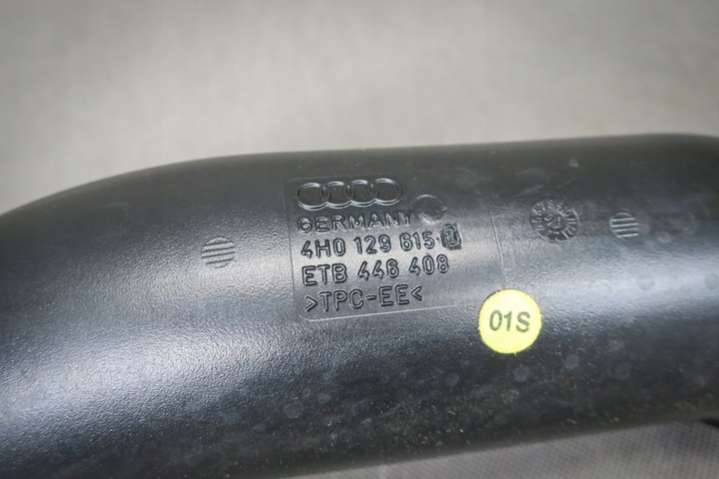 GERMANY
4H0 129 615
ETB 446 408
>TPC-EE<
01S